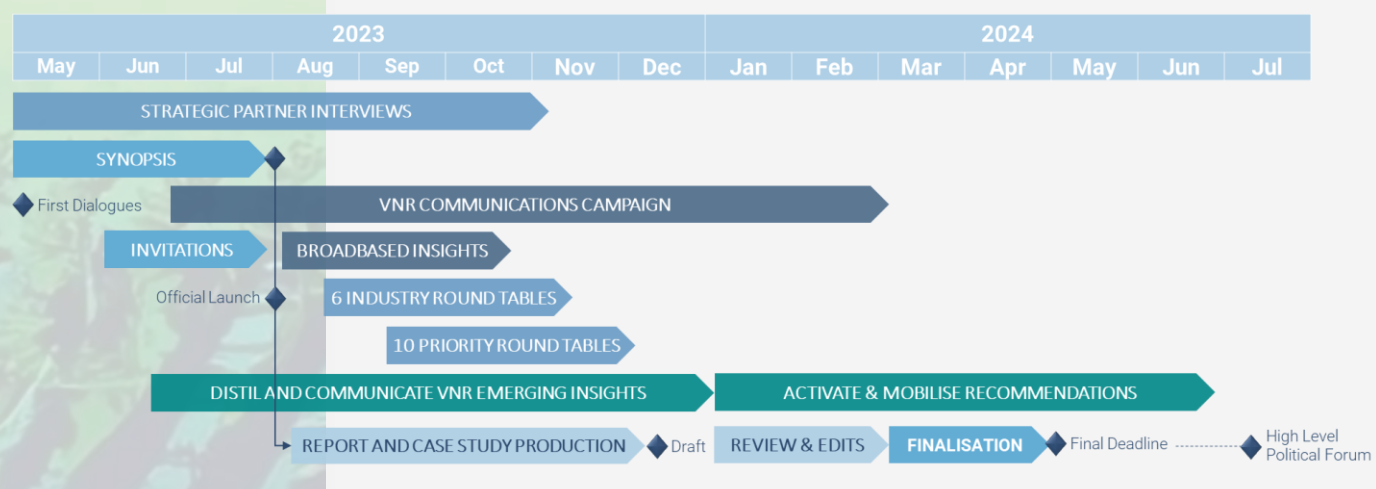 2023
2024
May Jun Jul Aug Sep Oct Nov Dec Jan Feb Mar Apr May Jun Jul
STRATEGIC PARTNER INTERVIEWS
SYNOPSIS
First Dialogues
VNR COMMUNICATIONS CAMPAIGN
INVITATIONS
BROADBASED INSIGHTS
Official Launch
6 INDUSTRY ROUND TABLES
10 PRIORITY ROUND TABLES
DISTIL AND COMMUNICATE VNR EMERGING INSIGHTS
ACTIVATE & MOBILISE RECOMMENDATIONS
REPORT AND CASE STUDY PRODUCTION
Draft
REVIEW & EDITS
FINALISATION
Final Deadline
High Level
Political Forum